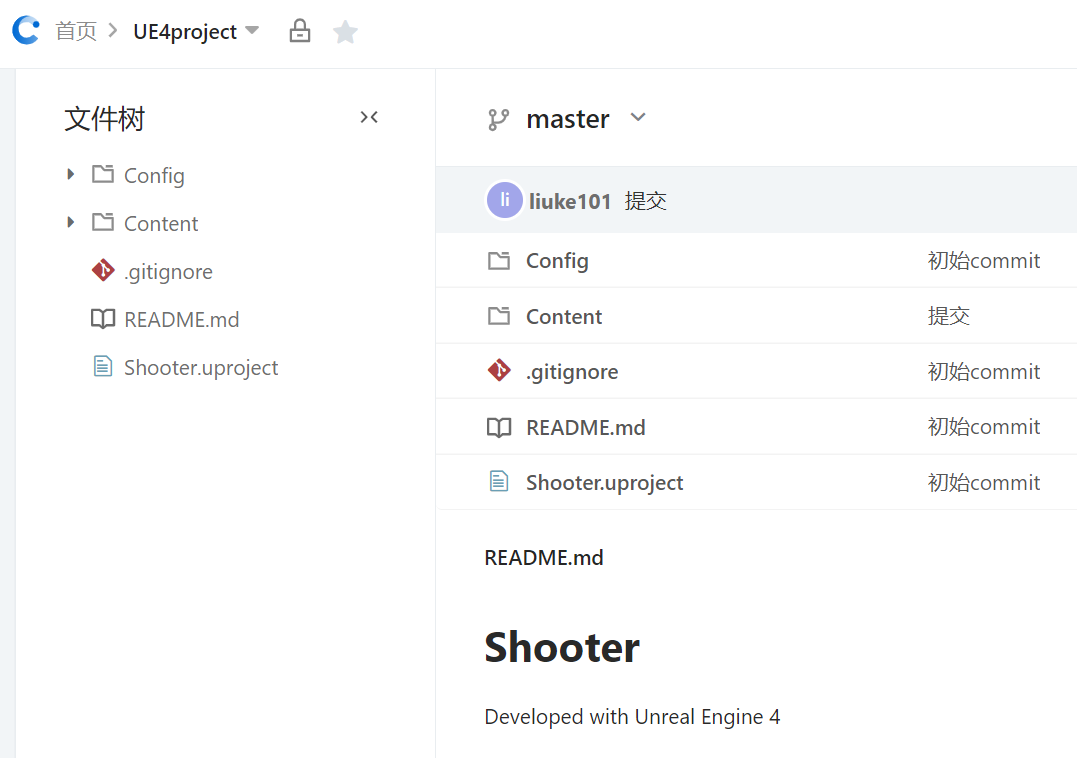 首页 UE4project
文件树
Config
Content
.gitignore
README.md
Shooter.uproject
master
li liuke101 提交
Config 初始commit
Content 提交
.gitignore 初始commit
README.md 初始commit
Shooter.uproject 初始commit
README.md
Shooter
Developed with Unreal Engine 4